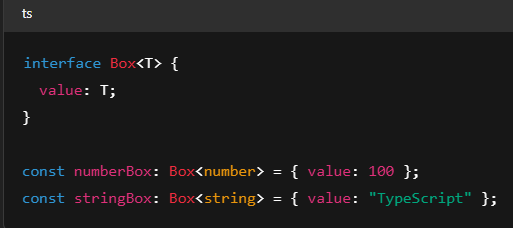 ts
interface Box<T> {
  value: T;
}
const numberBox: Box<number> = { value: 100 };
const stringBox: Box<string> = { value: "TypeScript" };